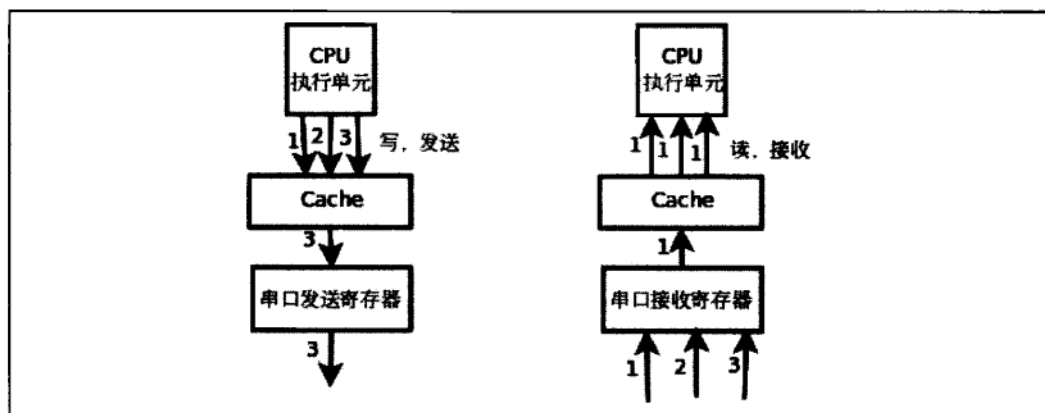 CPU
执行单元
1 2 3
写，发送
Cache
3
串口发送寄存器
3
CPU
执行单元
1 1 1
读，接收
Cache
1
串口接收寄存器
1 2 3